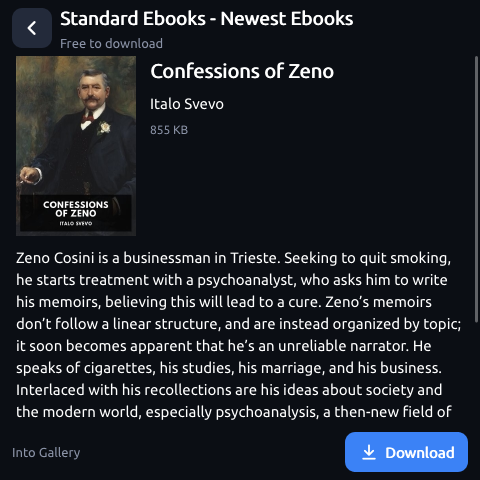 Standard Ebooks - Newest Ebooks
Free to download
Confessions of Zeno
Italo Svevo
855 KB
CONFESSIONS
OF ZENO
ITALO SVEVO
Zeno Cosini is a businessman in Trieste. Seeking to quit smoking,
he starts treatment with a psychoanalyst, who asks him to write
his memoirs, believing this will lead to a cure. Zeno’s memoirs
don’t follow a linear structure, and are instead organized by topic;
it soon becomes apparent that he’s an unreliable narrator. He
speaks of cigarettes, his studies, his marriage, and his business.
Interlaced with his recollections are his ideas about society and
the modern world, especially psychoanalysis, a then-new field of
Into Gallery
Download